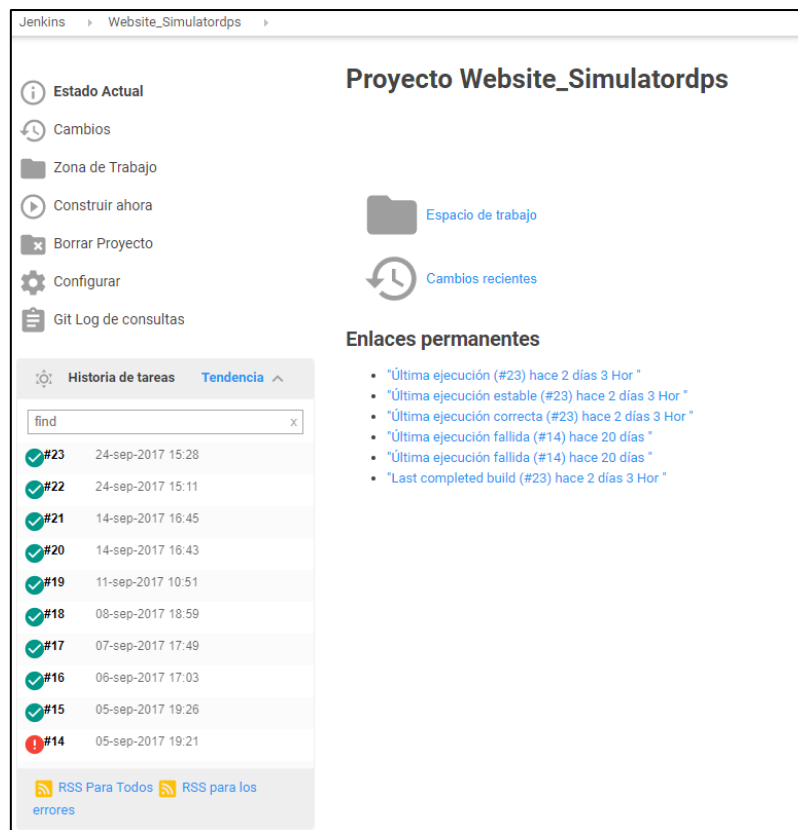 Jenkins Website_Simulatordps
Estado Actual
Cambios
Zona de Trabajo
Construir ahora
Borrar Proyecto
Configurar
Git Log de consultas
Historia de tareas Tendencia
find x
#23 24-sep-2017 15:28
#22 24-sep-2017 15:11
#21 14-sep-2017 16:45
#20 14-sep-2017 16:43
#19 11-sep-2017 10:51
#18 08-sep-2017 18:59
#17 07-sep-2017 17:49
#16 06-sep-2017 17:03
#15 05-sep-2017 19:26
#14 05-sep-2017 19:21
RSS Para Todos RSS para los
errores
Proyecto Website_Simulatordps
Espacio de trabajo
Cambios recientes
Enlaces permanentes
"Última ejecución (#23) hace 2 días 3 Hor "
"Última ejecución estable (#23) hace 2 días 3 Hor "
"Última ejecución correcta (#23) hace 2 días 3 Hor "
"Última ejecución fallida (#14) hace 20 días "
"Última ejecución fallida (#14) hace 20 días "
"Last completed build (#23) hace 2 días 3 Hor "